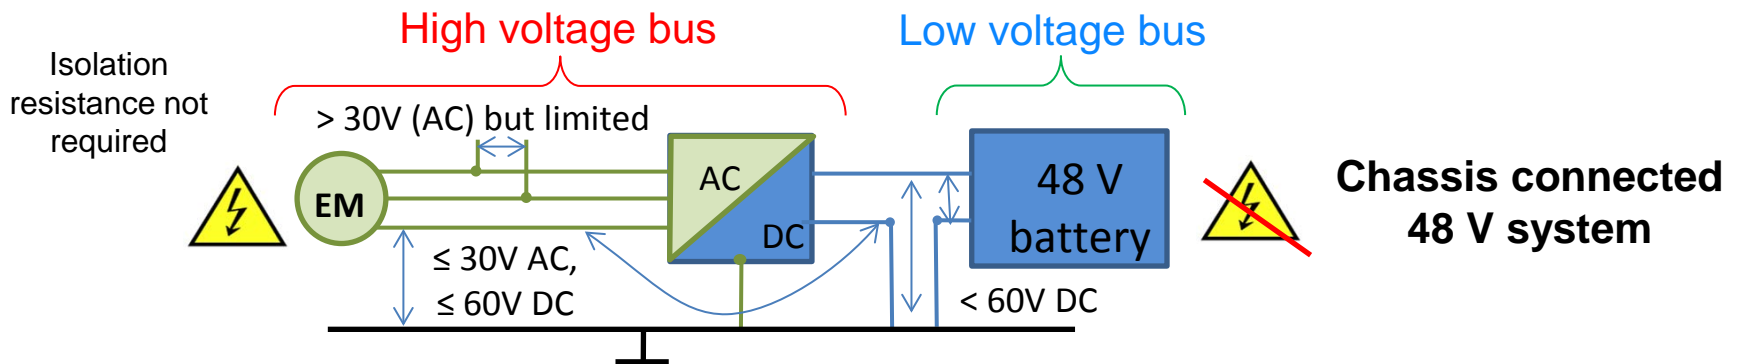 High voltage bus
Low voltage bus
Isolation
resistance not
required
> 30V (AC) but limited
EM
AC
DC
48 V
battery
≤ 30V AC,
≤ 60V DC
< 60V DC
Chassis connected
48 V system